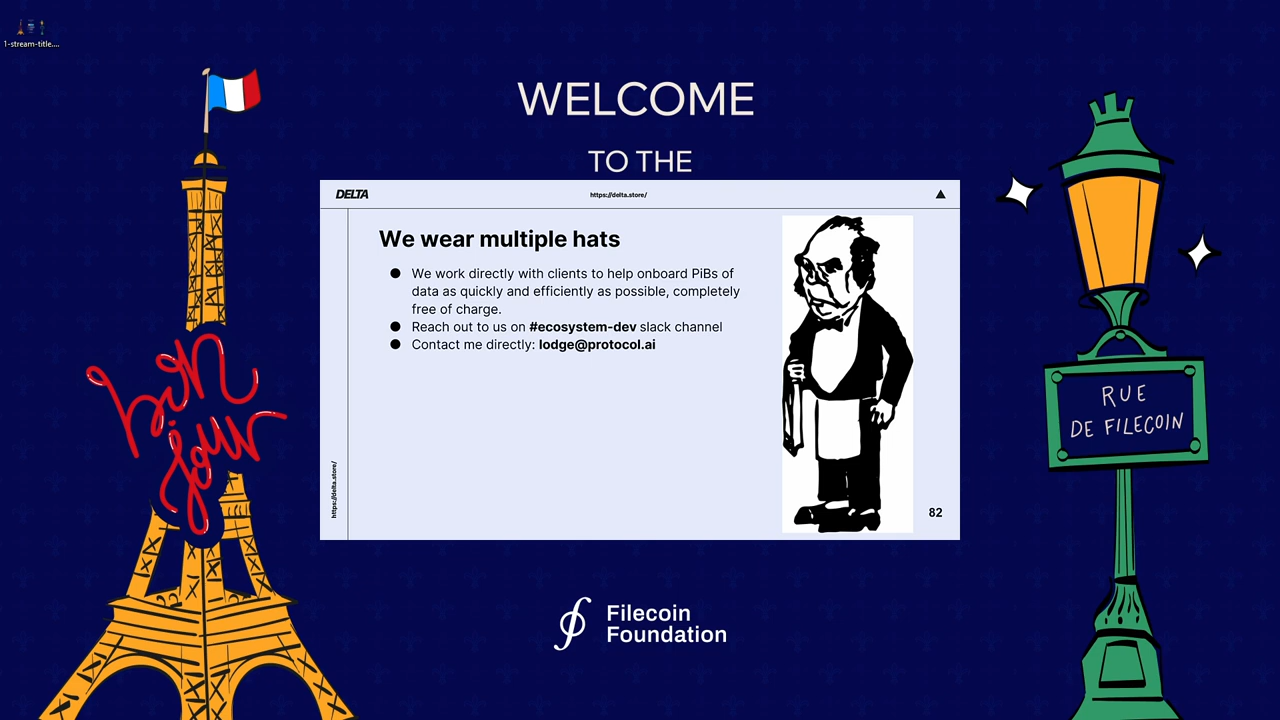 1-stream-title....
WELCOME
TO THE
DELTA
https://delta.store/
We wear multiple hats
● We work directly with clients to help onboard PiBs of
data as quickly and efficiently as possible, completely
free of charge.
● Reach out to us on #ecosystem-dev slack channel
● Contact me directly: lodge@protocol.ai
https://delta.store/
82
bon
jour
RUE
DE FILECOIN
Filecoin
Foundation